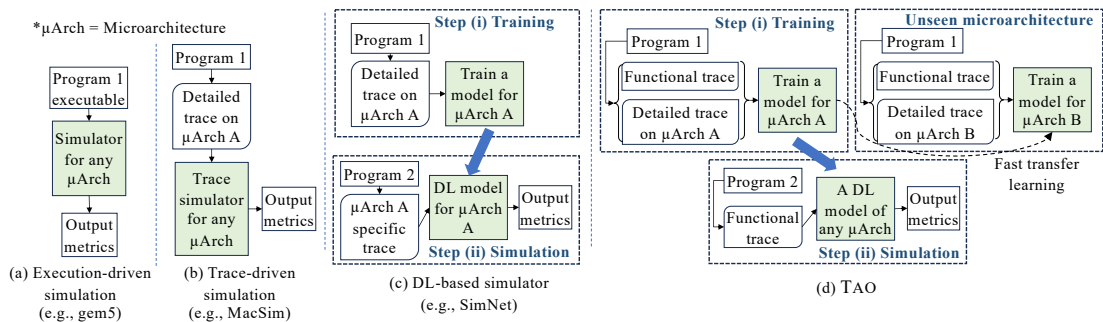 *µArch = Microarchitecture
Program 1
executable
Simulator
for any
µArch
Output
metrics
(a) Execution-driven
simulation
(e.g., gem5)
Program 1
Detailed
trace on
µArch A
Trace
simulator
for any
µArch
Output
metrics
(b) Trace-driven
simulation
(e.g., MacSim)
Step (i) Training
Program 1
Detailed
trace on
µArch A
Train a
model for
µArch A
Program 2
µArch A
specific
trace
DL model
for µArch
A
Output
metrics
Step (ii) Simulation
(c) DL-based simulator
(e.g., SimNet)
Step (i) Training
Program 1
Functional trace
Detailed
trace on µArch A
Train a
model for
µArch A
Unseen microarchitecture
Program 1
Functional trace
Detailed
trace on µArch B
Train a
model for
µArch B
Fast transfer
learning
Program 2
Functional
trace
A DL
model of
any µArch
Output
metrics
Step (ii) Simulation
(d) TAO